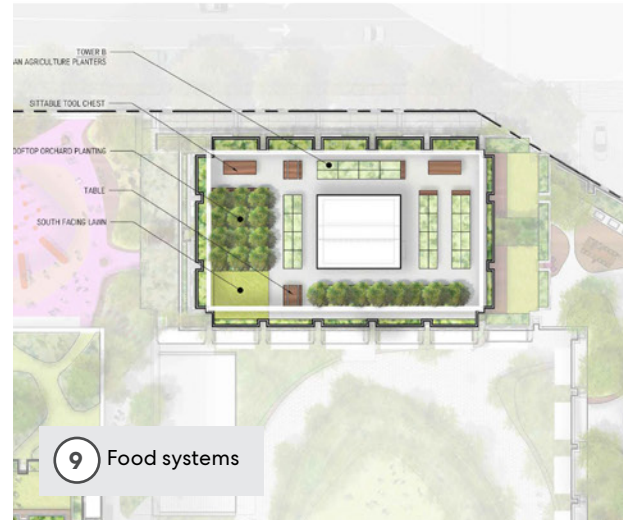 TOWER B
AN AGRICULTURE PLANTERS
SITTABLE TOOL CHEST
OOFTOP ORCHARD PLANTING
TABLE
SOUTH FACING LAWN
9 Food systems